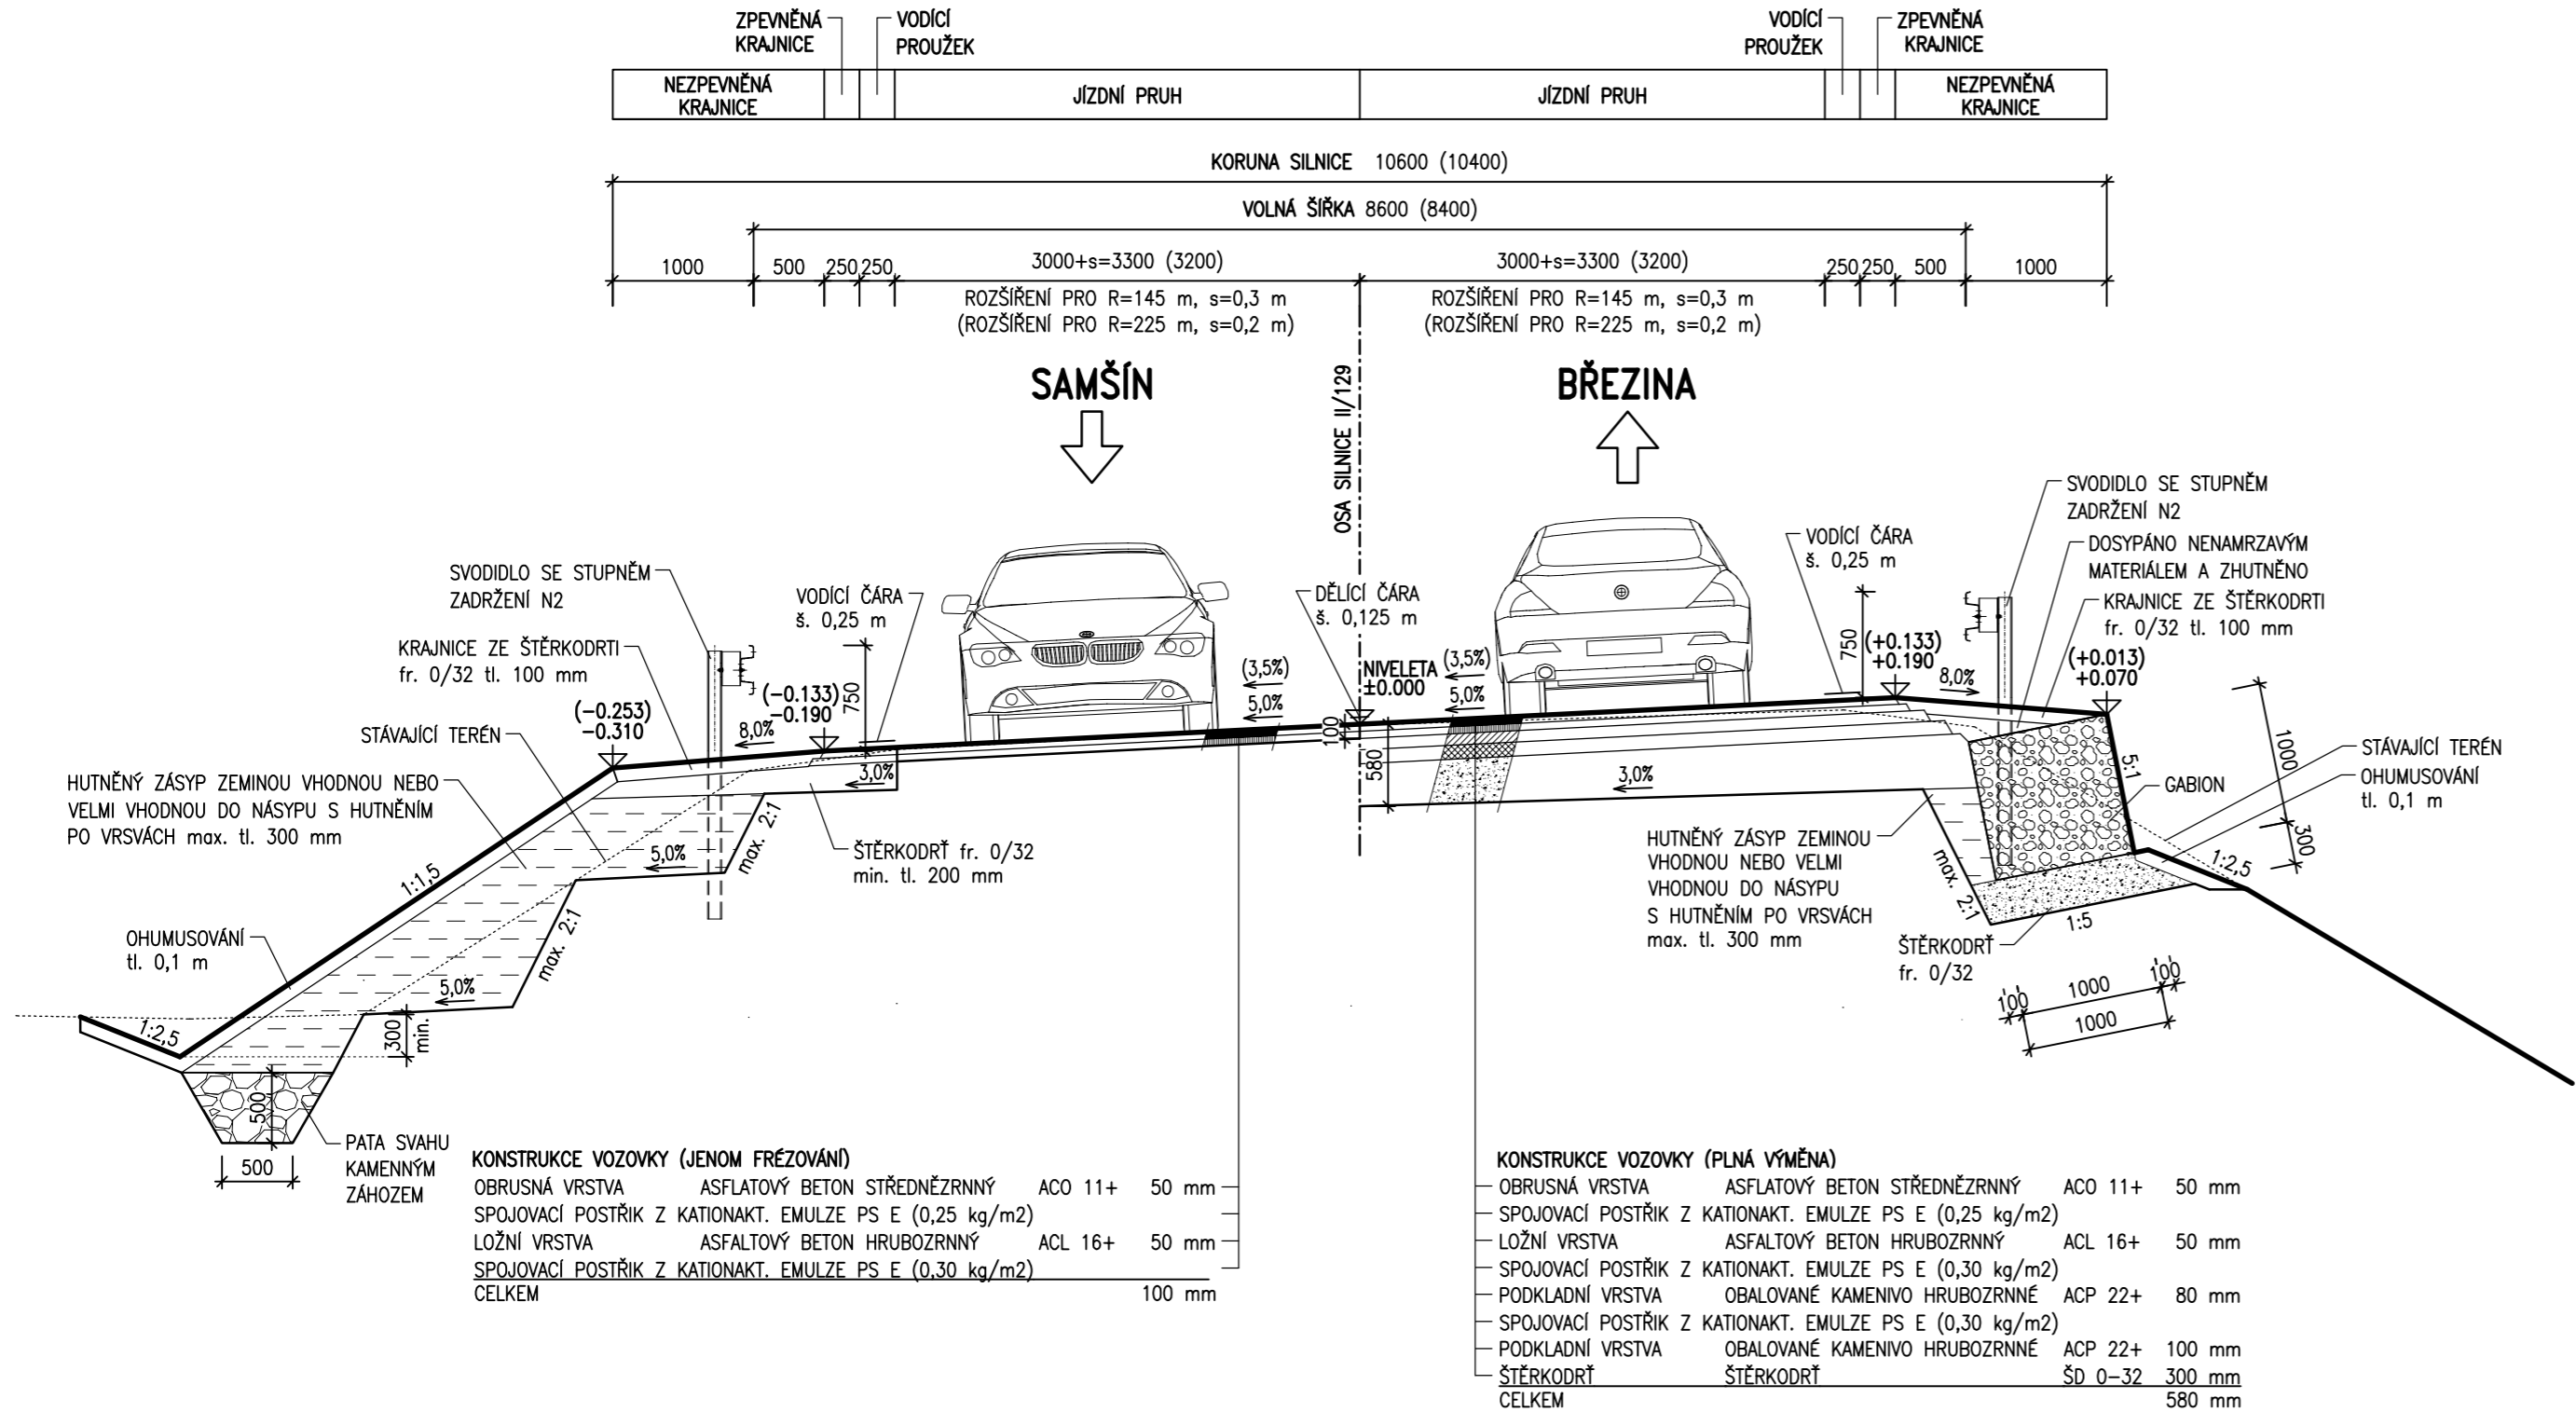 ZPEVNĚNÁ
KRAJNICE
VODÍCÍ
PROUŽEK
VODÍCÍ
PROUŽEK
ZPEVNĚNÁ
KRAJNICE
NEZPEVNĚNÁ
KRAJNICE
JÍZDNÍ PRUH
JÍZDNÍ PRUH
NEZPEVNĚNÁ
KRAJNICE
KORUNA SILNICE 10600 (10400)
VOLNÁ ŠÍŘKA 8600 (8400)
1000 500 250 250 3000+s=3300 (3200) 3000+s=3300 (3200) 250 250 500 1000
ROZŠÍŘENÍ PRO R=145 m, s=0,3 m
(ROZŠÍŘENÍ PRO R=225 m, s=0,2 m)
ROZŠÍŘENÍ PRO R=145 m, s=0,3 m
(ROZŠÍŘENÍ PRO R=225 m, s=0,2 m)
SAMŠÍN
BŘEZINA
OSA SILNICE II/129
SVODIDLO SE STUPNĚM
ZADRŽENÍ N2
KRAJNICE ZE ŠTĚRKODRTI
fr. 0/32 tl. 100 mm
STÁVAJÍCÍ TERÉN
HUTNĚNÝ ZÁSYP ZEMINOU VHODNOU NEBO
VELMI VHODNOU DO NÁSYPU S HUTNĚNÍM
PO VRSVÁCH max. tl. 300 mm
OHUMUSOVÁNÍ
tl. 0,1 m
(-0.253)
-0.310
8,0%
(-0.133)
-0.190
750
VODÍCÍ ČÁRA
š. 0,25 m
(3,5%)
5,0%
100
580
DĚLÍCÍ ČÁRA
š. 0,125 m
NIVELETA
±0.000
(3,5%)
5,0%
VODÍCÍ ČÁRA
š. 0,25 m
750
(+0.133)
+0.190
8,0%
(+0.013)
+0.070
SVODIDLO SE STUPNĚM
ZADRŽENÍ N2
DOSYPÁNO NENAMRZAVÝM
MATERIÁLEM A ZHUTNĚNO
KRAJNICE ZE ŠTĚRKODRTI
fr. 0/32 tl. 100 mm
1000
300
STÁVAJÍCÍ TERÉN
OHUMUSOVÁNÍ
tl. 0,1 m
5:1
GABION
1:2,5
3,0%
3,0%
max. 2:1
5,0%
ŠTĚRKODRŤ fr. 0/32
min. tl. 200 mm
1:1,5
max. 2:1
5,0%
1:2,5
300
min.
500
500
PATA SVAHU
KAMENNÝM
ZÁHOZEM
HUTNĚNÝ ZÁSYP ZEMINOU
VHODNOU NEBO VELMI
VHODNOU DO NÁSYPU
S HUTNĚNÍM PO VRSVÁCH
max. tl. 300 mm
max. 2:1
1:5
ŠTĚRKODRŤ
fr. 0/32
100 1000 100
1000
KONSTRUKCE VOZOVKY (JENOM FRÉZOVÁNÍ)
OBRUSNÁ VRSTVA ASFLATOVÝ BETON STŘEDNĚZRNNÝ ACO 11+ 50 mm
SPOJOVACÍ POSTŘIK Z KATIONAKT. EMULZE PS E (0,25 kg/m2)
LOŽNÍ VRSTVA ASFALTOVÝ BETON HRUBOZRNNÝ ACL 16+ 50 mm
SPOJOVACÍ POSTŘIK Z KATIONAKT. EMULZE PS E (0,30 kg/m2)
CELKEM 100 mm
KONSTRUKCE VOZOVKY (PLNÁ VÝMĚNA)
OBRUSNÁ VRSTVA ASFLATOVÝ BETON STŘEDNĚZRNNÝ ACO 11+ 50 mm
SPOJOVACÍ POSTŘIK Z KATIONAKT. EMULZE PS E (0,25 kg/m2)
LOŽNÍ VRSTVA ASFALTOVÝ BETON HRUBOZRNNÝ ACL 16+ 50 mm
SPOJOVACÍ POSTŘIK Z KATIONAKT. EMULZE PS E (0,30 kg/m2)
PODKLADNÍ VRSTVA OBALOVANÉ KAMENIVO HRUBOZRNNÉ ACP 22+ 80 mm
SPOJOVACÍ POSTŘIK Z KATIONAKT. EMULZE PS E (0,30 kg/m2)
PODKLADNÍ VRSTVA OBALOVANÉ KAMENIVO HRUBOZRNNÉ ACP 22+ 100 mm
ŠTĚRKODRŤ ŠTĚRKODRŤ ŠD 0-32 300 mm
CELKEM 580 mm